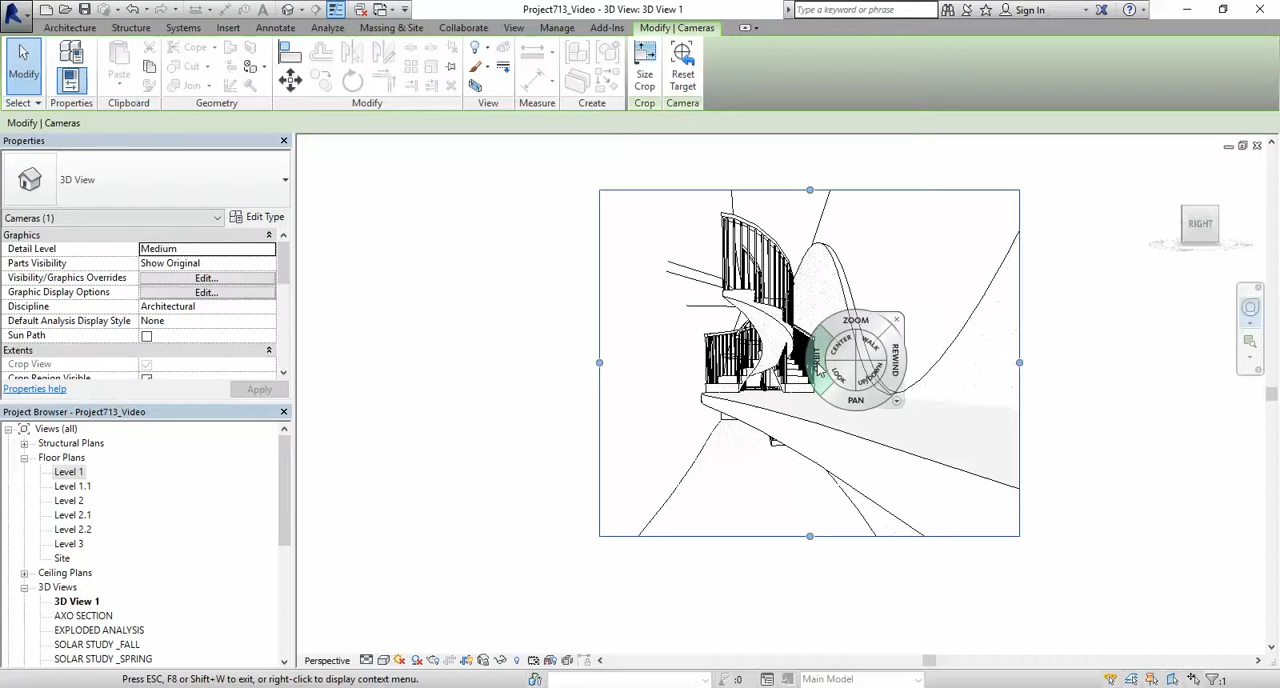 Project713_Video - 3D View: 3D View 1
Type a keyword or phrase
Sign In
Architecture
Structure
Systems
Insert
Annotate
Analyze
Massing & Site
Collaborate
View
Manage
Add-Ins
Modify | Cameras
Modify
Paste
Cope
Cut
Join
Size
Crop
Reset
Target
Select
Properties
Clipboard
Geometry
Modify
View
Measure
Create
Crop
Camera
Modify | Cameras
Properties
3D View
Cameras (1)
Edit Type
Graphics
Detail Level Medium
Parts Visibility Show Original
Visibility/Graphics Overrides Edit...
Graphic Display Options Edit...
Discipline Architectural
Default Analysis Display Style None
Sun Path
Extents
Crop View
Crop Region Visible
Properties help
Apply
Project Browser - Project713_Video
Views (all)
Structural Plans
Floor Plans
Level 1
Level 1.1
Level 2
Level 2.1
Level 2.2
Level 3
Site
Ceiling Plans
3D Views
3D View 1
AXO SECTION
EXPLODED ANALYSIS
SOLAR STUDY _FALL
SOLAR STUDY _SPRING
RIGHT
ZOOM
CENTER
WALK
ORBIT
REWIND
LOOK
UP/DOWN
PAN
Perspective
Press ESC, F8 or Shift+W to exit, or right-click to display context menu.
:0
Main Model
:1